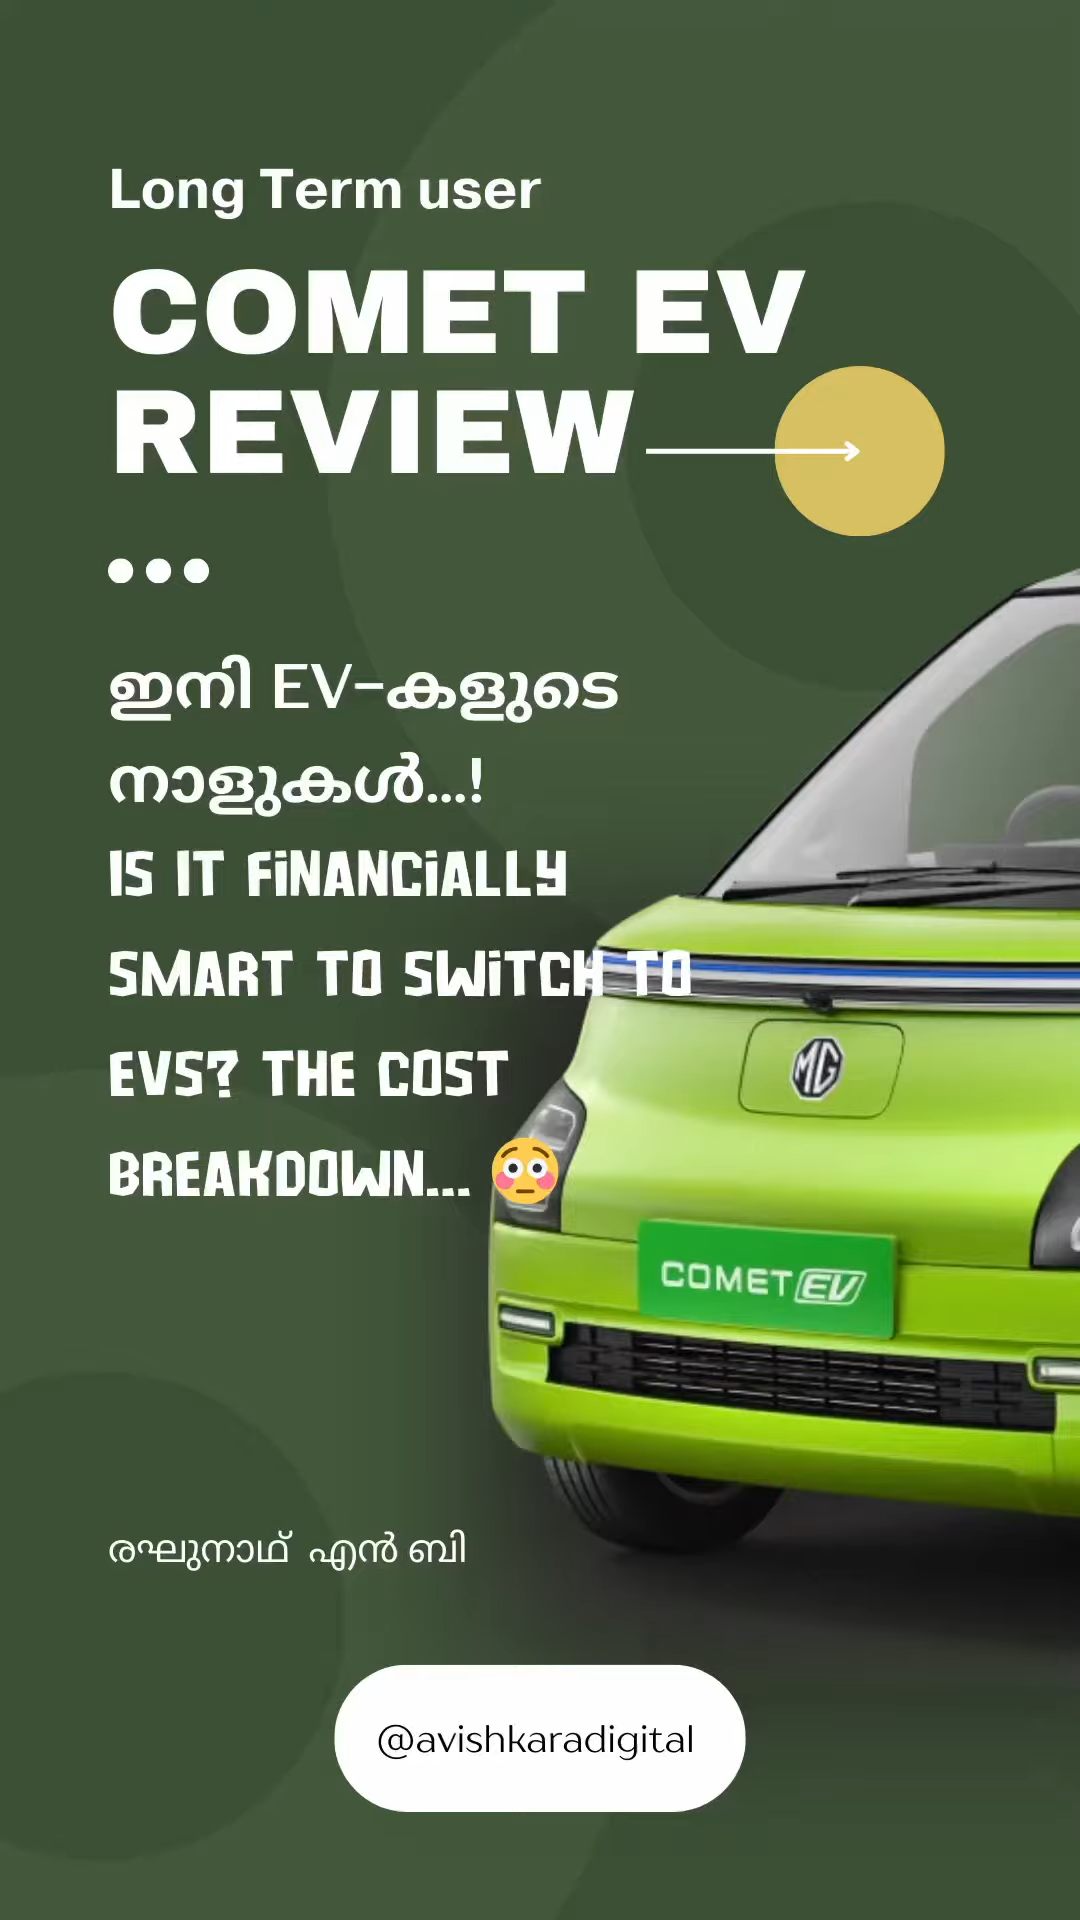 Long Term user
COMET EV
REVIEW
ഇനി EV-കളുടെ
നാളുകൾ...!
IS IT FiNANCiALLY
SMART TO SWiTCH TO
EVS? THE COST
BREAKDOWN... 😳
MG
COMET EV
രഘുനാഥ് എൻ ബി
@avishkaradigital